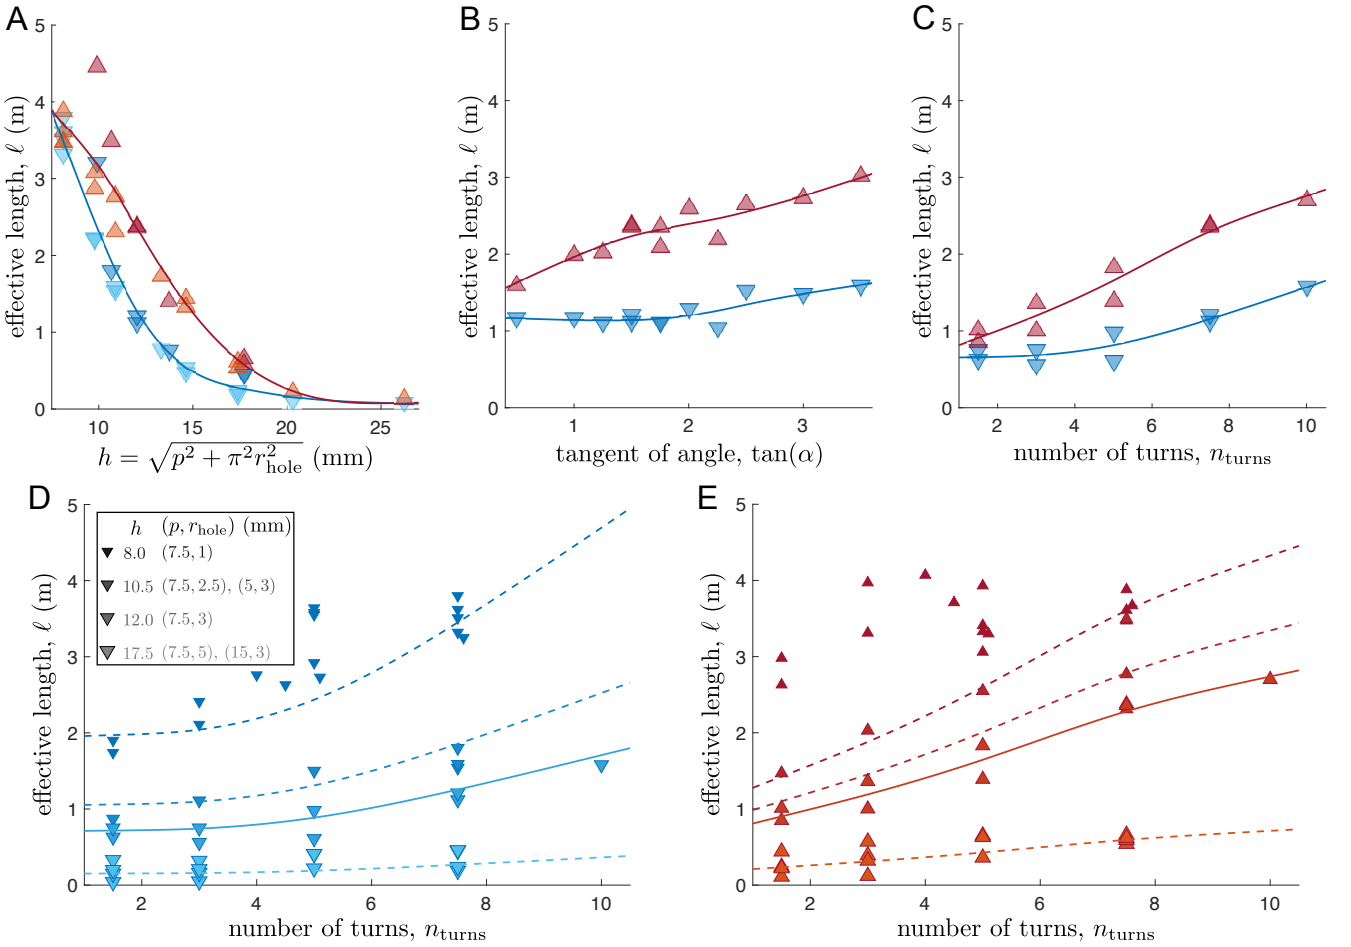 A
5
4
3
2
1
0
10
15
20
25
effective length, ℓ (m)
h = √(p² + π²r²hole) (mm)
B
5
4
3
2
1
0
1
2
3
effective length, ℓ (m)
tangent of angle, tan(α)
C
5
4
3
2
1
0
2
4
6
8
10
effective length, ℓ (m)
number of turns, nturns
D
5
4
3
2
1
0
2
4
6
8
10
effective length, ℓ (m)
number of turns, nturns
h (p, rhole) (mm)
8.0 (7.5, 1)
10.5 (7.5, 2.5), (5, 3)
12.0 (7.5, 3)
17.5 (7.5, 5), (15, 3)
E
5
4
3
2
1
0
2
4
6
8
10
effective length, ℓ (m)
number of turns, nturns